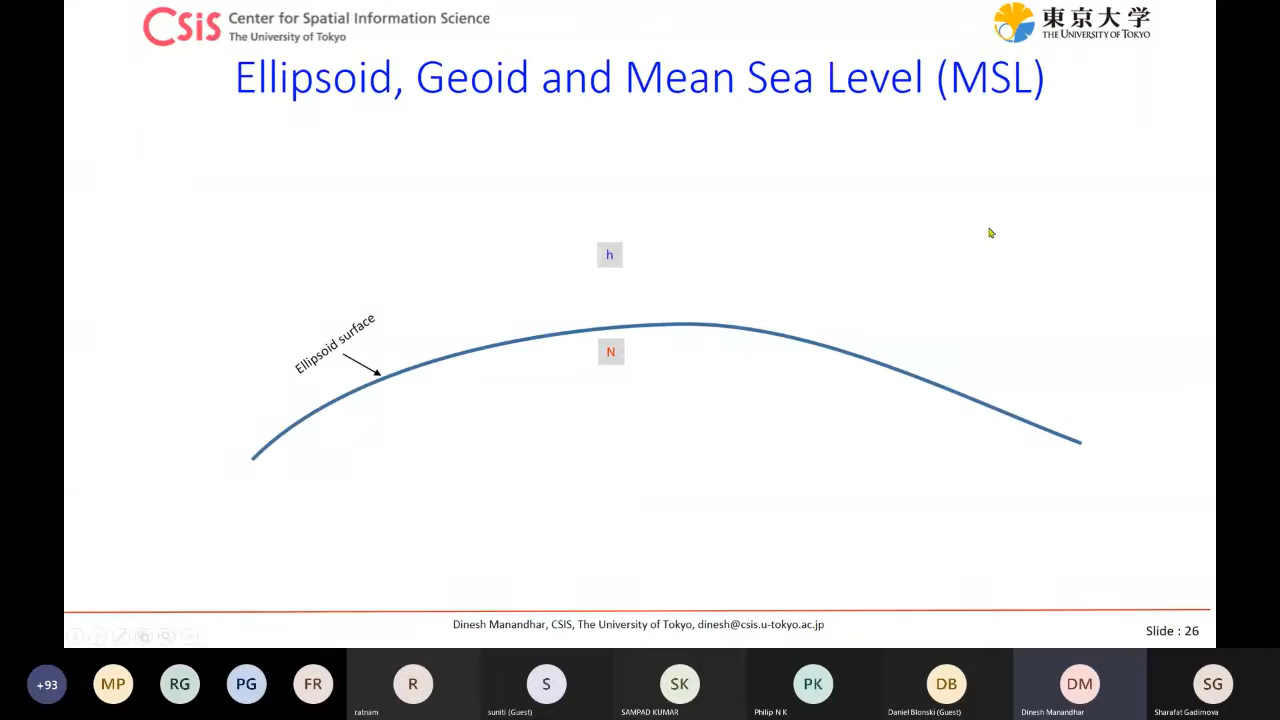 CSIS Center for Spatial Information Science
The University of Tokyo
東京大学
THE UNIVERSITY OF TOKYO
Ellipsoid, Geoid and Mean Sea Level (MSL)
h
Ellipsoid surface
N
Dinesh Manandhar, CSIS, The University of Tokyo, dinesh@csis.u-tokyo.ac.jp
Slide : 26
+93
MP
RG
PG
FR
R
ratnam
S
suniti (Guest)
SK
SAMPAD KUMAR
PK
Philip N K
DB
Daniel Blonski (Guest)
DM
Dinesh Manandhar
SG
Sharafat Gadimova